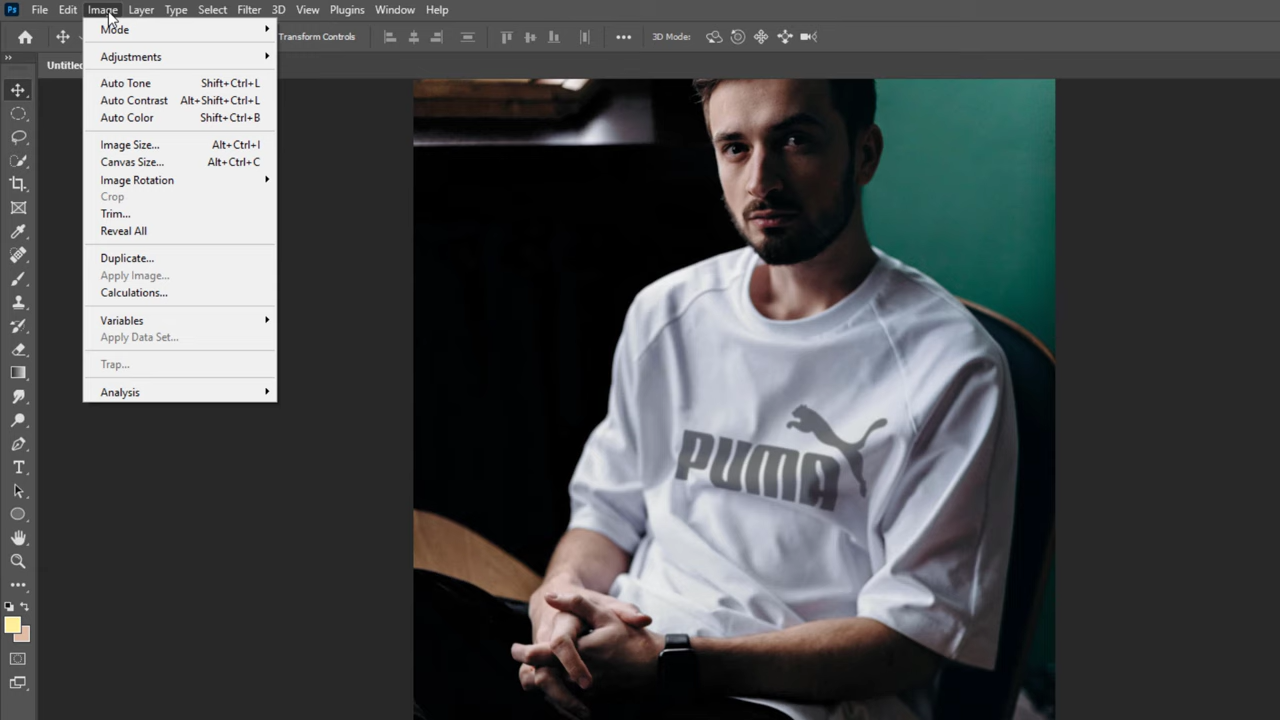 Ps File Edit Image Layer Type Select Filter 3D View Plugins Window Help
Transform Controls 3D Mode:
Untitle
Mode
Adjustments
Auto Tone Shift+Ctrl+L
Auto Contrast Alt+Shift+Ctrl+L
Auto Color Shift+Ctrl+B
Image Size... Alt+Ctrl+I
Canvas Size... Alt+Ctrl+C
Image Rotation
Crop
Trim...
Reveal All
Duplicate...
Apply Image...
Calculations...
Variables
Apply Data Set...
Trap...
Analysis
PUMA